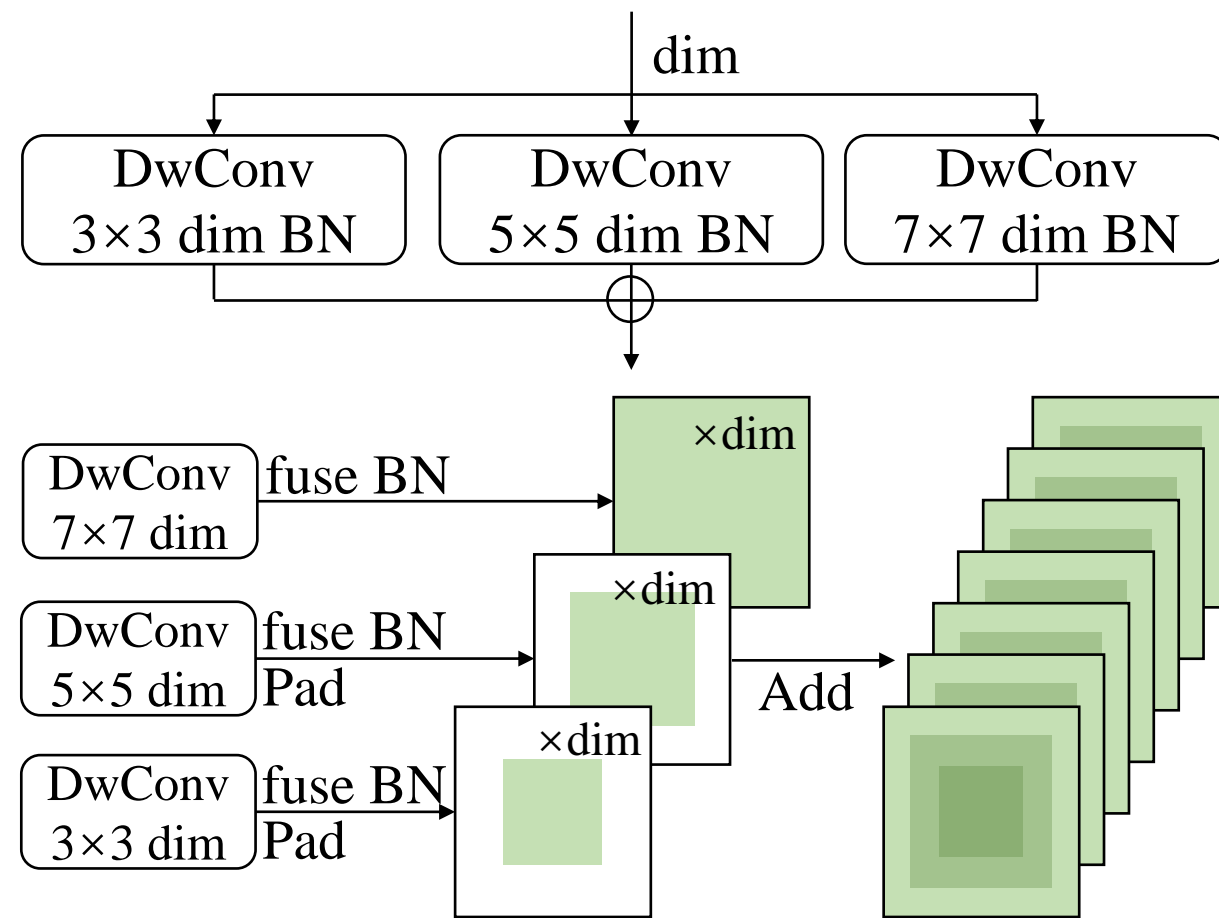 dim
DwConv
3×3 dim BN
DwConv
5×5 dim BN
DwConv
7×7 dim BN
DwConv
7×7 dim
fuse BN
×dim
DwConv
5×5 dim
fuse BN
Pad
×dim
Add
DwConv
3×3 dim
fuse BN
Pad
×dim